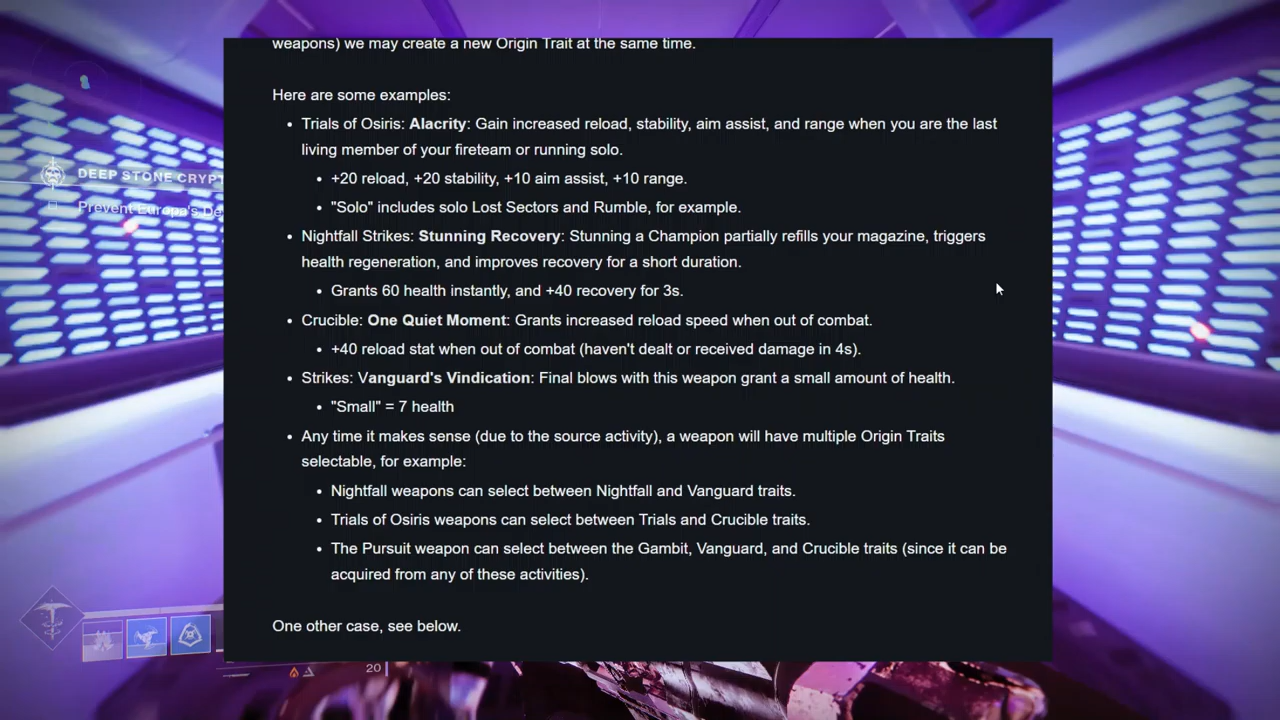 weapons) we may create a new Origin Trait at the same time.
Here are some examples:
• Trials of Osiris: Alacrity: Gain increased reload, stability, aim assist, and range when you are the last
living member of your fireteam or running solo.
• +20 reload, +20 stability, +10 aim assist, +10 range.
• "Solo" includes solo Lost Sectors and Rumble, for example.
• Nightfall Strikes: Stunning Recovery: Stunning a Champion partially refills your magazine, triggers
health regeneration, and improves recovery for a short duration.
• Grants 60 health instantly, and +40 recovery for 3s.
• Crucible: One Quiet Moment: Grants increased reload speed when out of combat.
• +40 reload stat when out of combat (haven't dealt or received damage in 4s).
• Strikes: Vanguard's Vindication: Final blows with this weapon grant a small amount of health.
• "Small" = 7 health
• Any time it makes sense (due to the source activity), a weapon will have multiple Origin Traits
selectable, for example:
• Nightfall weapons can select between Nightfall and Vanguard traits.
• Trials of Osiris weapons can select between Trials and Crucible traits.
• The Pursuit weapon can select between the Gambit, Vanguard, and Crucible traits (since it can be
acquired from any of these activities).
One other case, see below.
DEEP STONE CRYPT
Prevent Europa's De
20